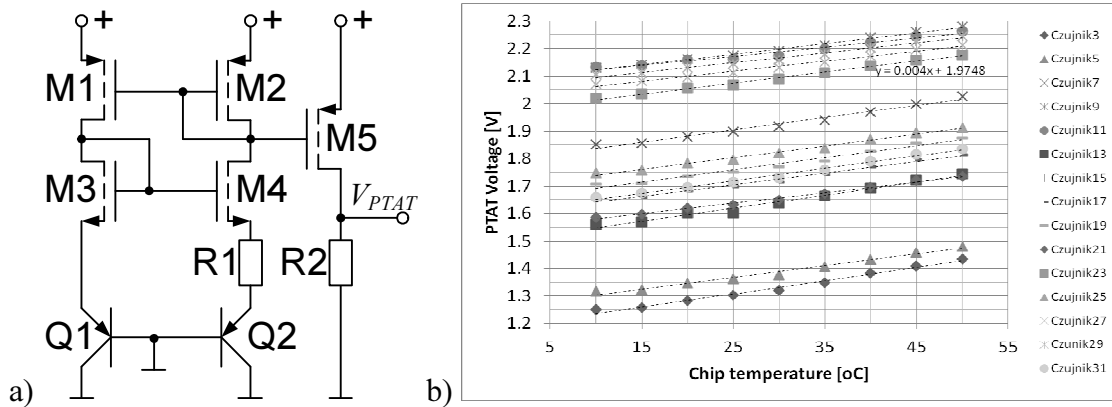 + + +
M1 M2
M5
M3 M4
V_PTAT
R1 R2
Q1 Q2
a)
b)
PTAT Voltage [V]
2.3
2.2
2.1
2
1.9
1.8
1.7
1.6
1.5
1.4
1.3
1.2
5 15 25 35 45 55
Chip temperature [oC]
y = 0.004x + 1.9748
Czujnik3
Czujnik5
Czujnik7
Czujnik9
Czujnik11
Czujnik13
Czujnik15
Czujnik17
Czujnik19
Czujnik21
Czujnik23
Czujnik25
Czujnik27
Czunik29
Czujnik31